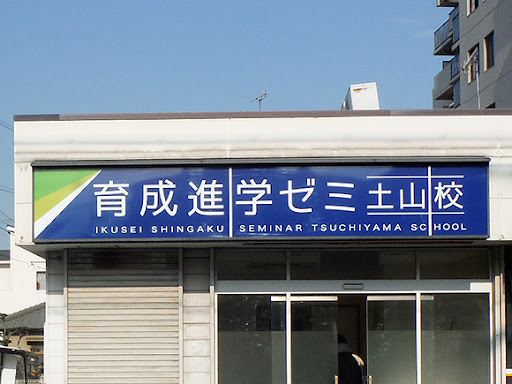 育成進学ゼミ土山校
IKUSEI SHINGAKU SEMINAR TSUCHIYAMA SCHOOL